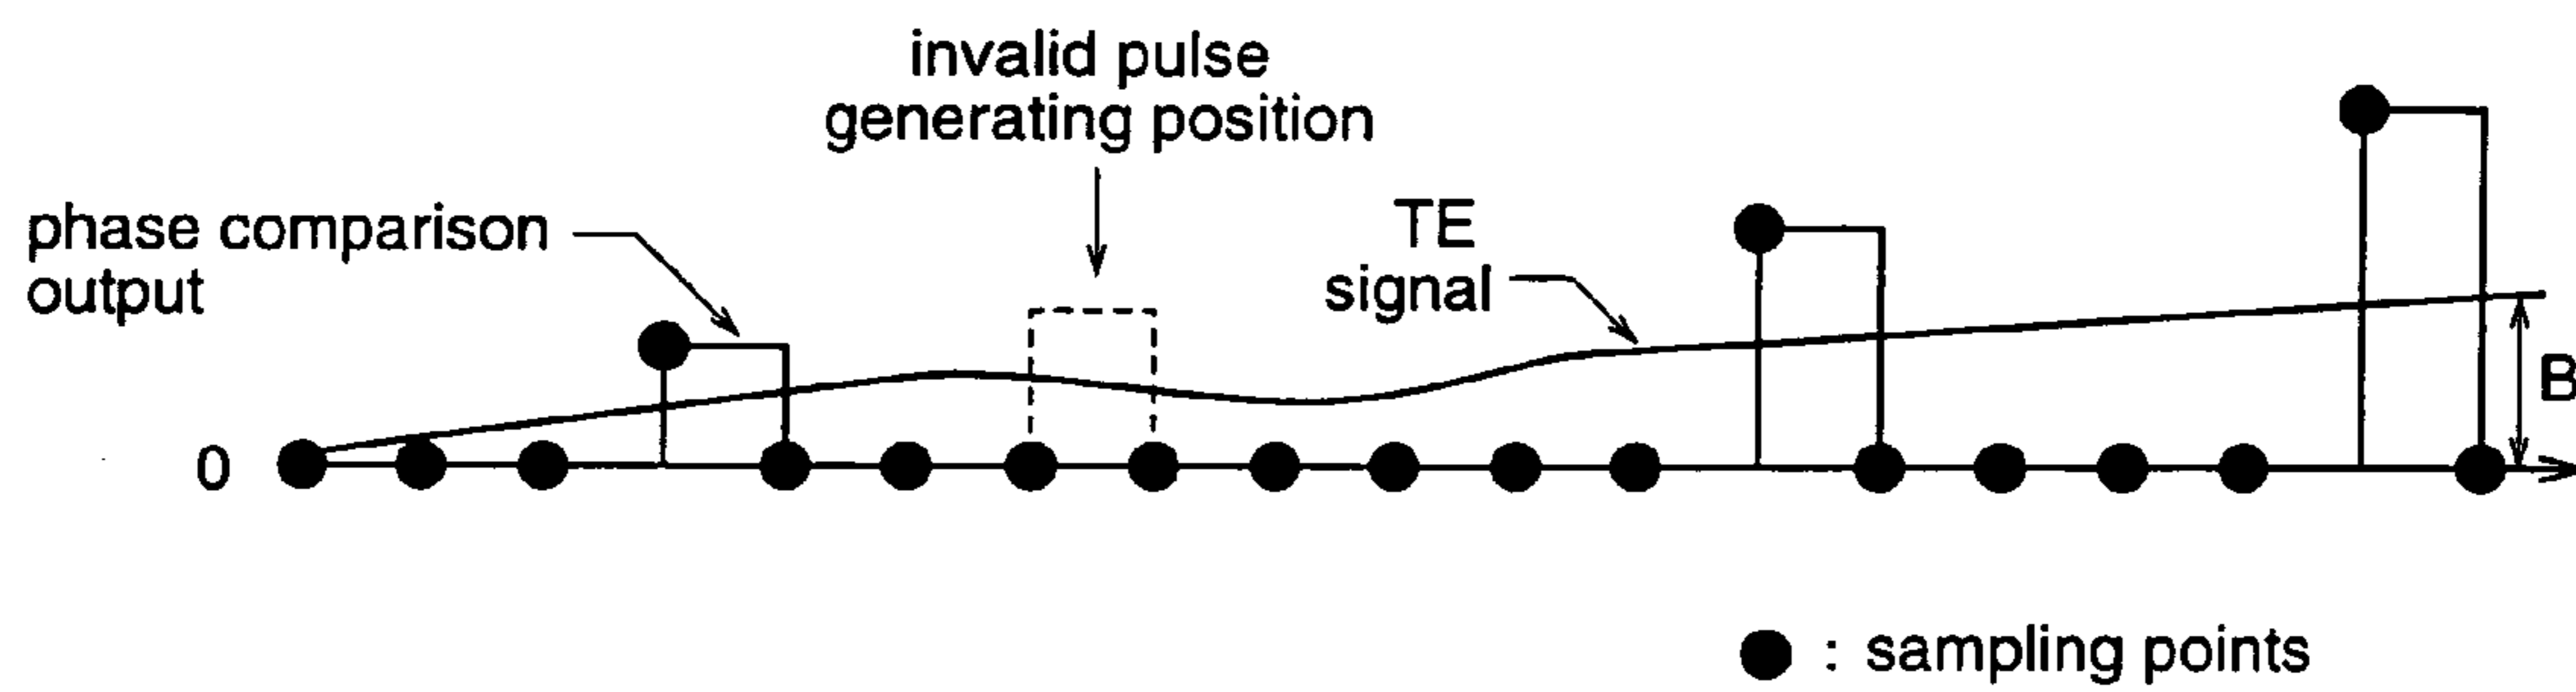 invalid pulse
generating position
phase comparison
output
TE
signal
B
0
: sampling points